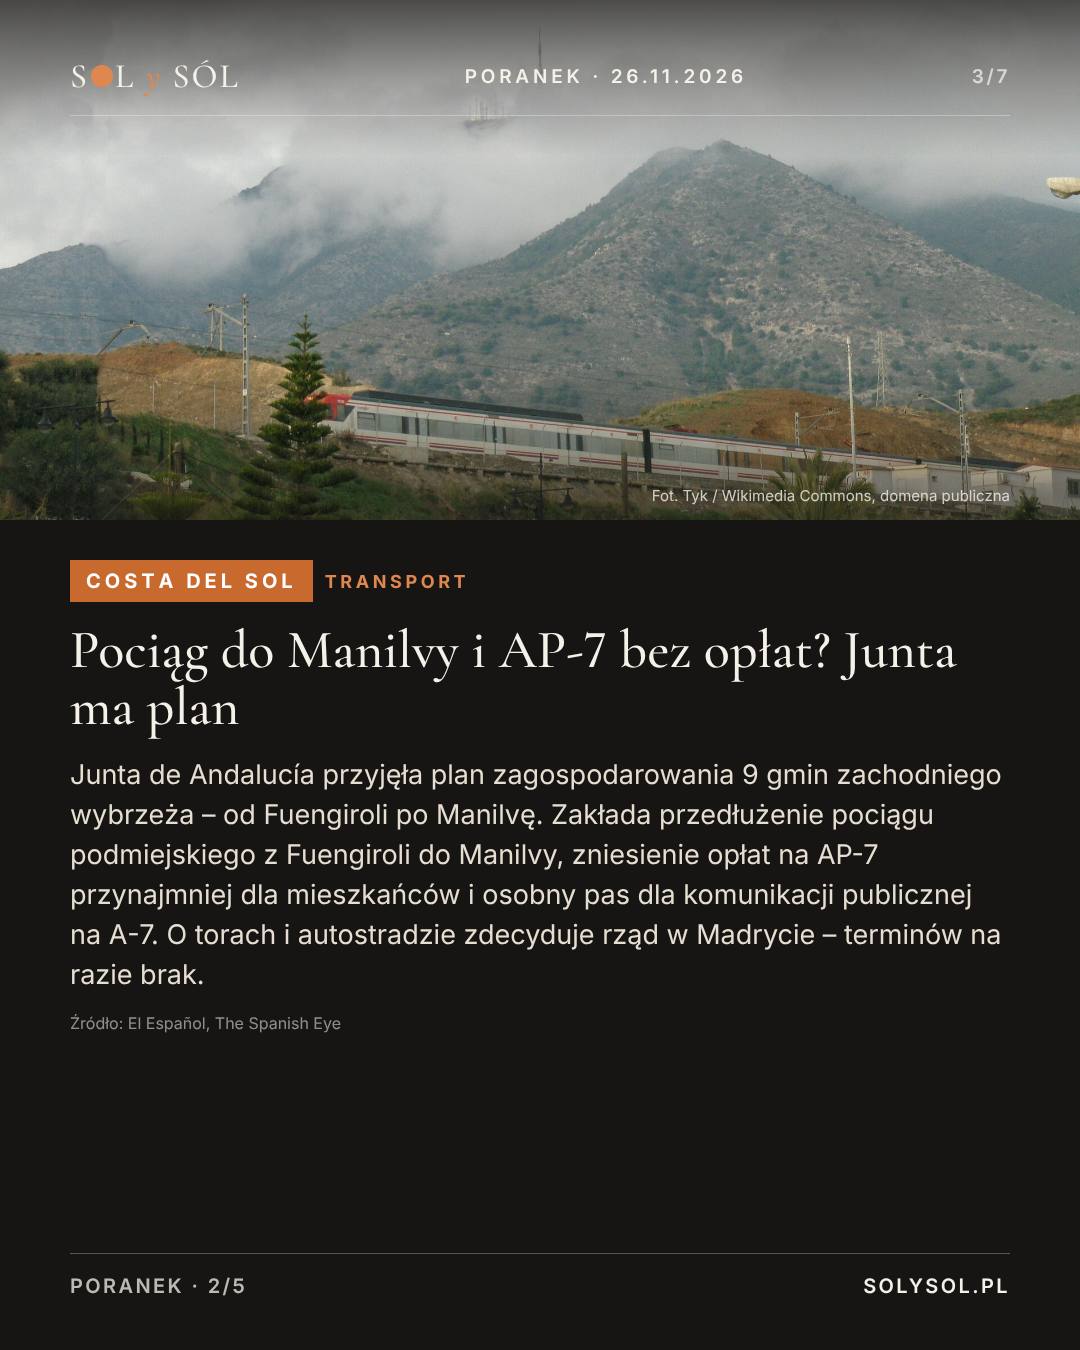 SOL y SÓL
PORANEK · 26.11.2026
3/7
Fot. Tyk / Wikimedia Commons, domena publiczna
COSTA DEL SOL
TRANSPORT
Pociąg do Manilvy i AP-7 bez opłat? Junta
ma plan
Junta de Andalucía przyjęła plan zagospodarowania 9 gmin zachodniego
wybrzeża – od Fuengiroli po Manilvę. Zakłada przedłużenie pociągu
podmiejskiego z Fuengiroli do Manilvy, zniesienie opłat na AP-7
przynajmniej dla mieszkańców i osobny pas dla komunikacji publicznej
na A-7. O torach i autostradzie zdecyduje rząd w Madrycie – terminów na
razie brak.
Źródło: El Español, The Spanish Eye
PORANEK · 2/5
SOLYSOL.PL